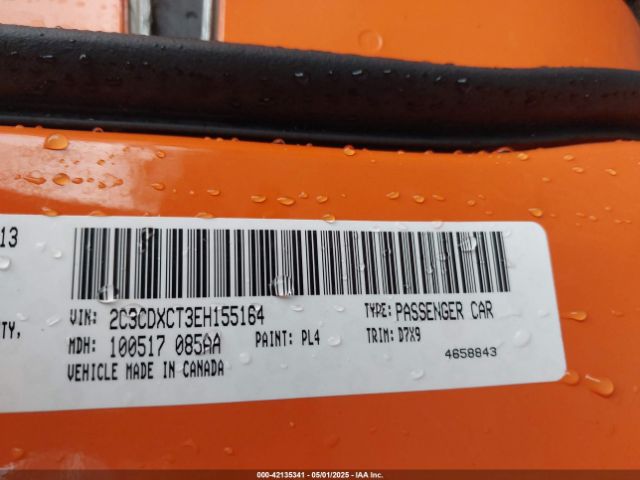 13
VIN: 2C3CDXCT3EH155164
TYPE: PASSENGER CAR
TY,
MDH: 100517 085AA PAINT: PL4
TRIM: D7X9
VEHICLE MADE IN CANADA
4658843
000-42135341 - 05/01/2025 - IAA Inc.